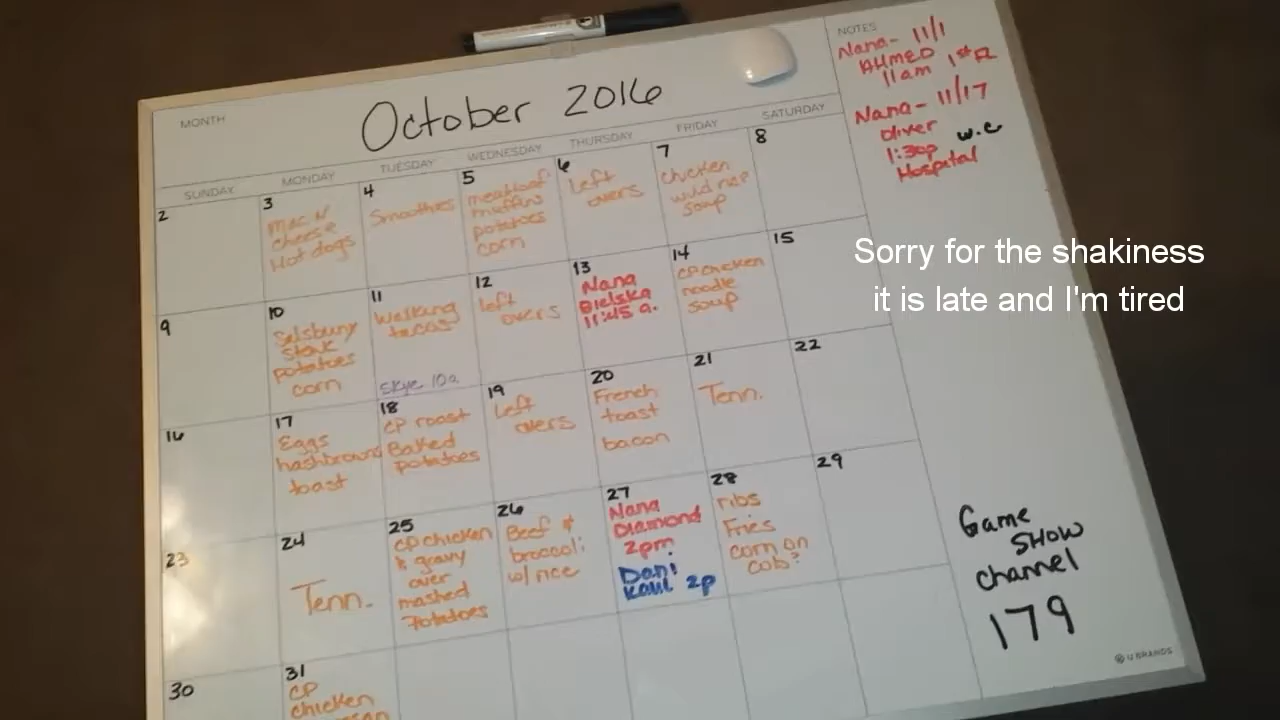 MONTH
October 2016
SUNDAY
MONDAY
TUESDAY
WEDNESDAY
THURSDAY
FRIDAY
SATURDAY
2
3
Mac N
cheese
Hot dogs
4
Smoothies
5
meatloaf
muffins
potatoes
corn
6
Left
overs
7
Chicken
wild rice
soup
8
9
10
Salsbury
steak
potatoes
corn
11
Walking
tacos
Skye 10a
12
Left
overs
13
Nana
Bielska
11:45 a.
14
CP chicken
noodle
soup
15
16
17
Eggs
hashbrowns
toast
18
CP roast
Baked
potatoes
19
Left
overs
20
French
toast
bacon
21
Tenn.
22
23
24
Tenn.
25
CP chicken
& gravy
over
mashed
Potatoes
26
Beef &
broccoli
w/ rice
27
Nana
Diamond
2pm
Dani
2p
28
ribs
Fries
corn on
cob?
29
30
31
CP
chicken
NOTES
Nana- 11/1
AHMED
11am 1st FL
Nana- 11/17
Oliver
1:30p W.C
Hospital
Sorry for the shakiness
it is late and I'm tired
Game
SHOW
channel
179
U BRANDS